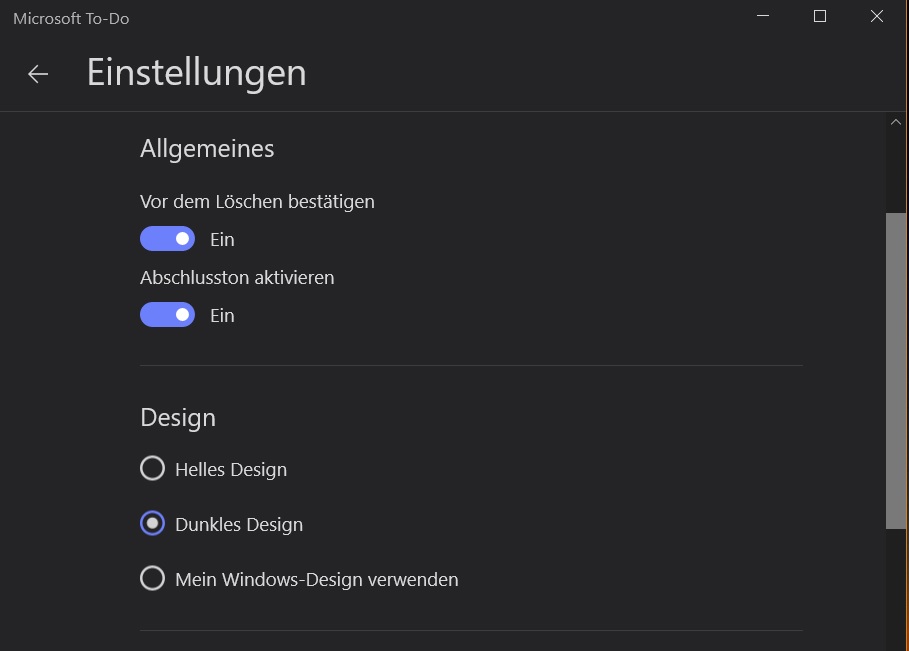 Microsoft To-Do
Einstellungen
Allgemeines
Vor dem Löschen bestätigen
Ein
Abschlusston aktivieren
Ein
Design
Helles Design
Dunkles Design
Mein Windows-Design verwenden